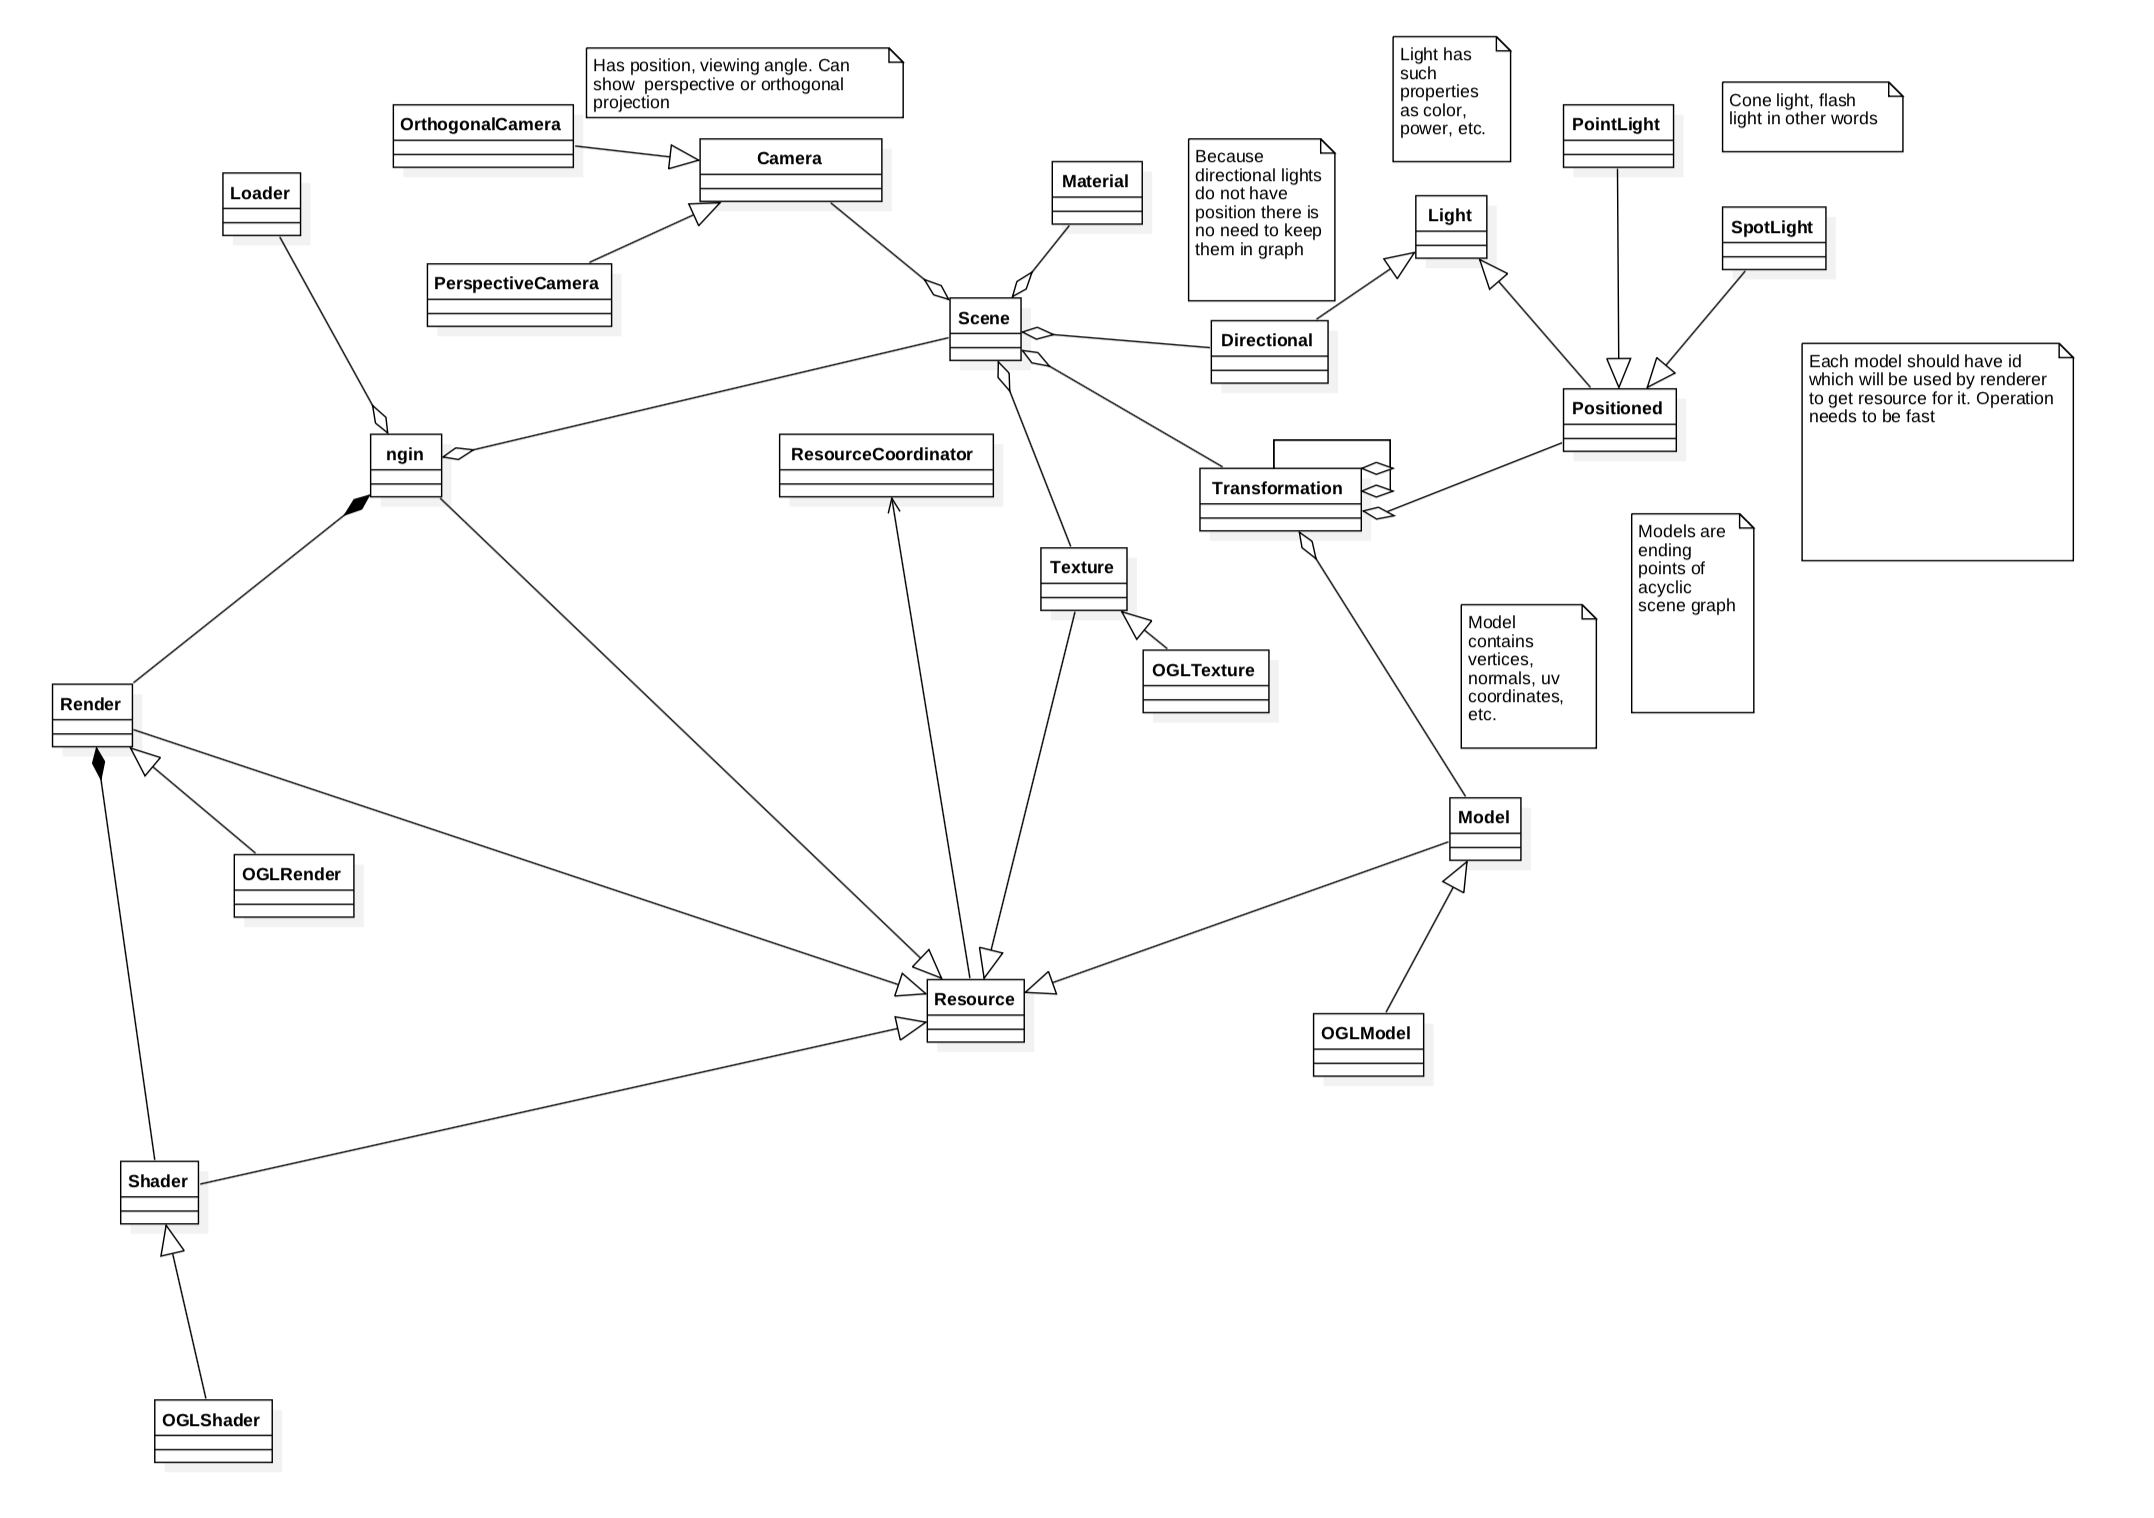 Has position, viewing angle. Can
show  perspective or orthogonal
projection
Light has
such
properties
as color,
power, etc.
Cone light, flash
light in other words
OrthogonalCamera
PointLight
Camera
Because
directional lights
do not have
position there is
no need to keep
them in graph
Material
Loader
Light
SpotLight
PerspectiveCamera
Scene
Directional
Each model should have id
which will be used by renderer
to get resource for it. Operation
needs to be fast
Positioned
ngin
ResourceCoordinator
Transformation
Models are
ending
points of
acyclic
scene graph
Texture
Model
contains
vertices,
normals, uv
coordinates,
etc.
OGLTexture
Render
Model
OGLRender
Resource
OGLModel
Shader
OGLShader